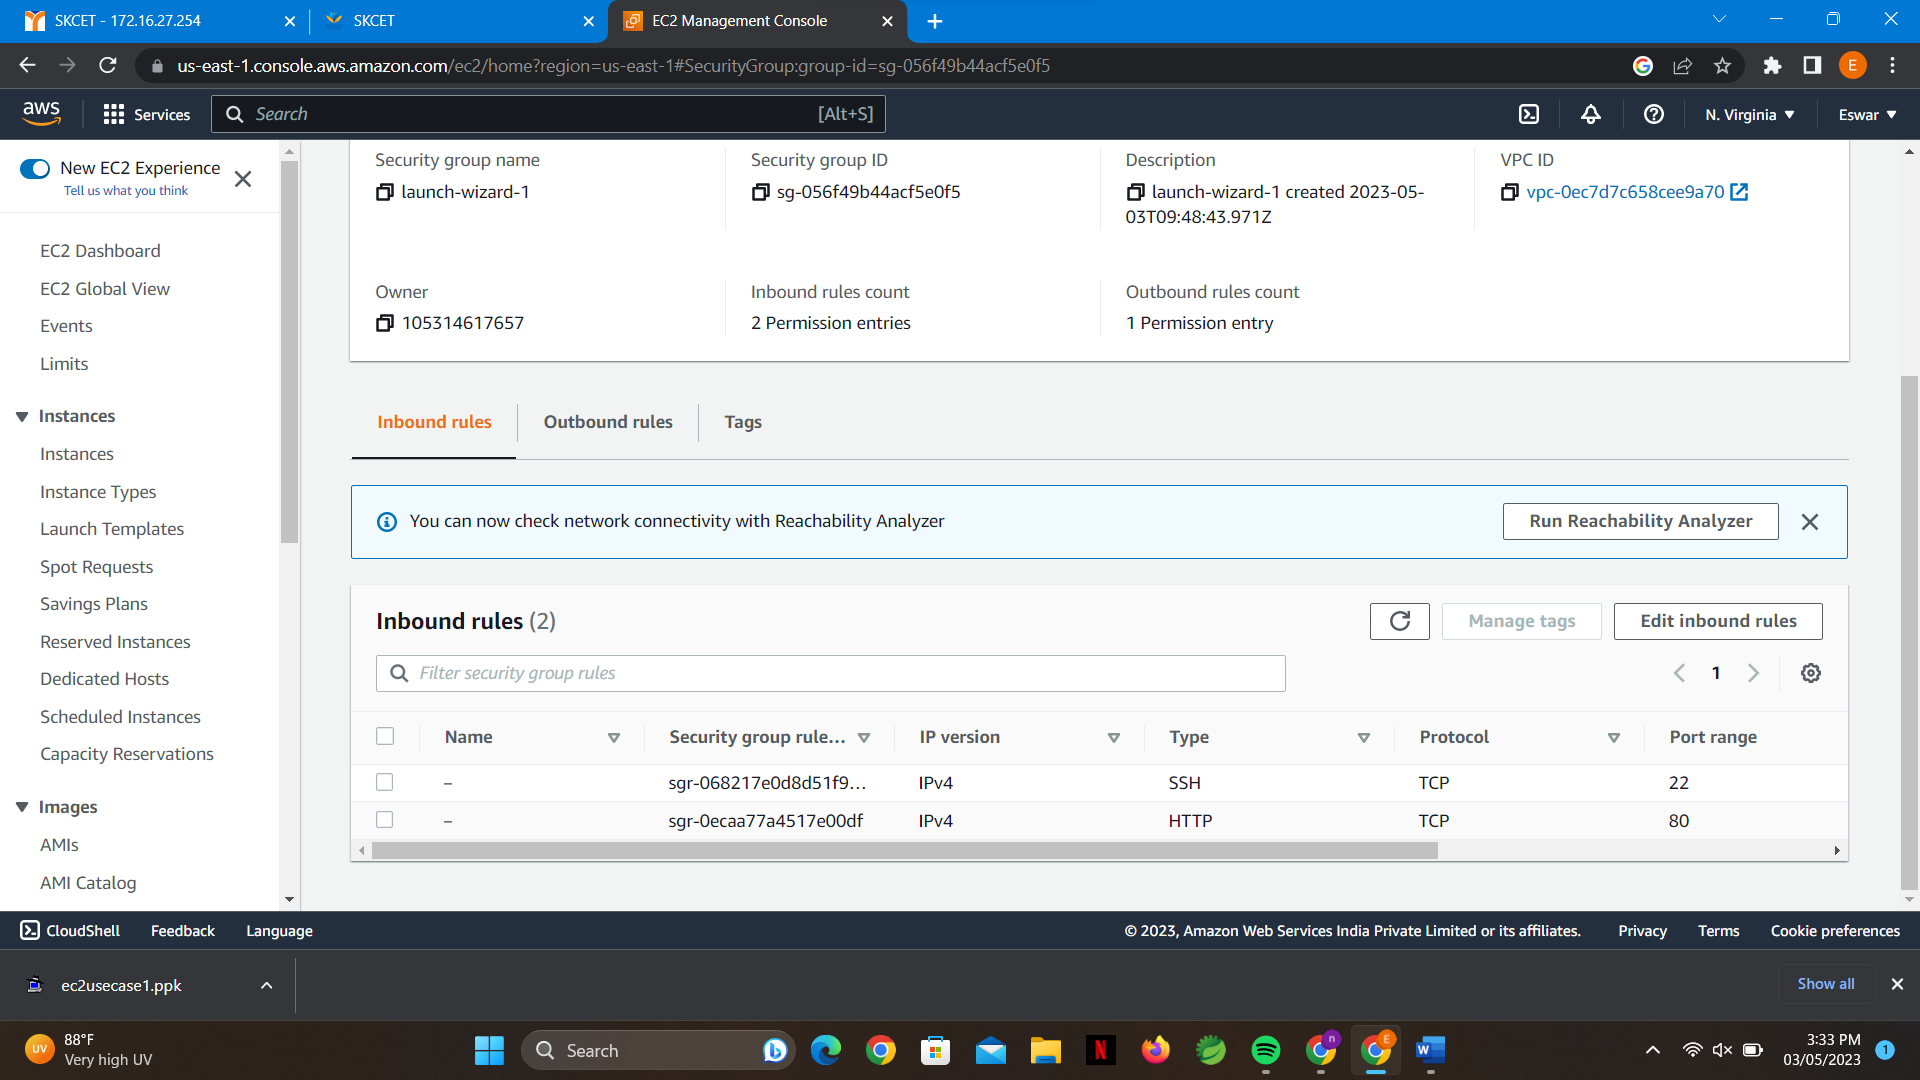 SKCET - 172.16.27.254
SKCET
EC2 Management Console
us-east-1.console.aws.amazon.com/ec2/home?region=us-east-1#SecurityGroup:group-id=sg-056f49b44acf5e0f5
E
aws
Services
Search
[Alt+S]
N. Virginia
Eswar
New EC2 Experience
Tell us what you think
EC2 Dashboard
EC2 Global View
Events
Limits
Instances
Instances
Instance Types
Launch Templates
Spot Requests
Savings Plans
Reserved Instances
Dedicated Hosts
Scheduled Instances
Capacity Reservations
Images
AMIs
AMI Catalog
Security group name
launch-wizard-1
Security group ID
sg-056f49b44acf5e0f5
Description
launch-wizard-1 created 2023-05-
03T09:48:43.971Z
VPC ID
vpc-0ec7d7c658cee9a70
Owner
105314617657
Inbound rules count
2 Permission entries
Outbound rules count
1 Permission entry
Inbound rules
Outbound rules
Tags
You can now check network connectivity with Reachability Analyzer
Run Reachability Analyzer
Inbound rules (2)
Manage tags
Edit inbound rules
Filter security group rules
1
Name Security group rule... IP version Type Protocol Port range
– sgr-068217e0d8d51f9... IPv4 SSH TCP 22
– sgr-0ecaa77a4517e00df IPv4 HTTP TCP 80
CloudShell
Feedback
Language
© 2023, Amazon Web Services India Private Limited or its affiliates.
Privacy
Terms
Cookie preferences
ec2usecase1.ppk
Show all
UV
88°F
Very high UV
Search
N
n
E
W
3:33 PM
03/05/2023
1